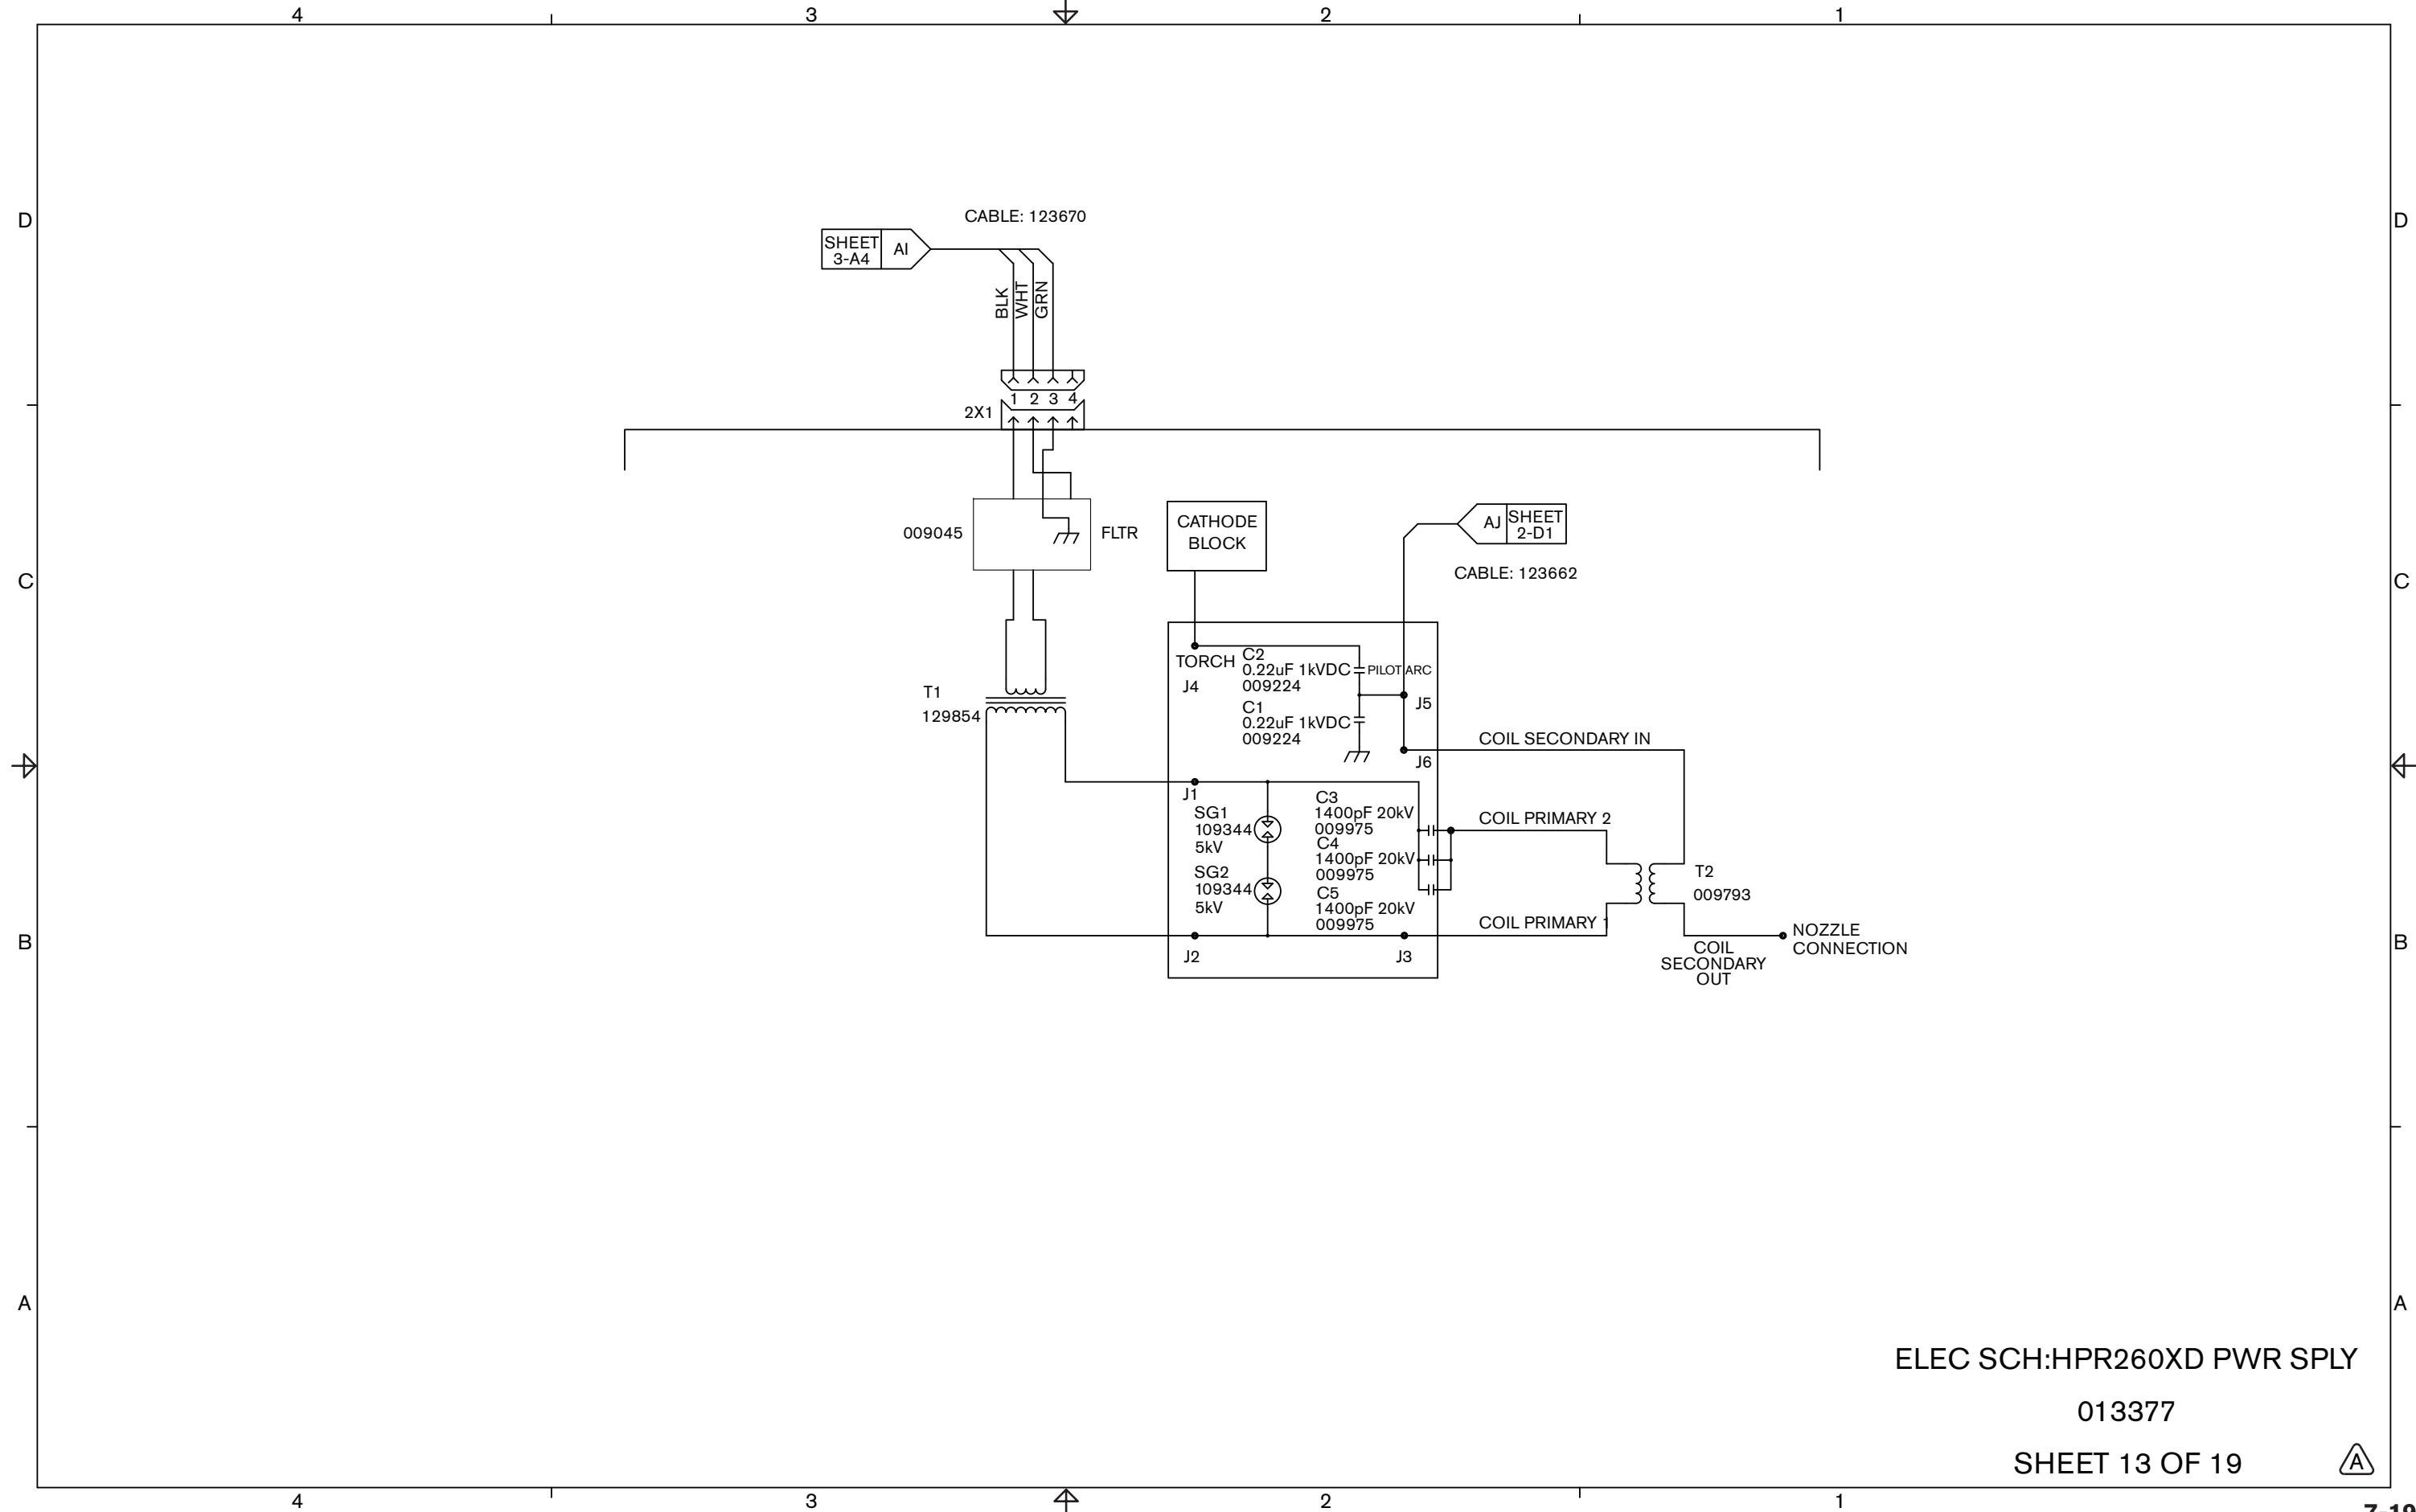 4 3 2 1
D D
CABLE: 123670
SHEET
3-A4
AI
BLK
WHT
GRN
1 2 3 4
2X1
CATHODE
BLOCK
AJ
SHEET
2-D1
009045
FLTR
CABLE: 123662
C C
TORCH
J4
C2
0.22uF 1kVDC
009224
PILOT ARC
J5
T1
129854
C1
0.22uF 1kVDC
009224
COIL SECONDARY IN
J6
J1
SG1
109344
5kV
C3
1400pF 20kV
009975
COIL PRIMARY 2
C4
1400pF 20kV
009975
SG2
109344
5kV
C5
1400pF 20kV
009975
T2
009793
COIL PRIMARY 1
B B
NOZZLE
CONNECTION
COIL
SECONDARY
OUT
J2
J3
A A
ELEC SCH:HPR260XD PWR SPLY
013377
SHEET 13 OF 19
A
4 3 2 1